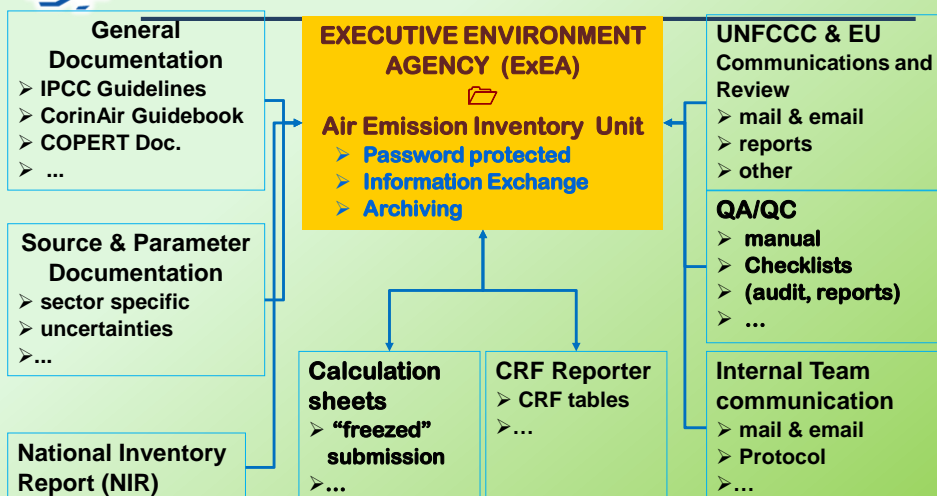 General
Documentation
➢ IPCC Guidelines
➢ CorinAir Guidebook
➢ COPERT Doc.
➢ ...
Source & Parameter
Documentation
➢ sector specific
➢ uncertainties
➢...
National Inventory
Report (NIR)
EXECUTIVE ENVIRONMENT
AGENCY (ExEA)
Air Emission Inventory Unit
➢ Password protected
➢ Information Exchange
➢ Archiving
Calculation
sheets
➢ “freezed”
submission
➢...
CRF Reporter
➢ CRF tables
➢...
UNFCCC & EU
Communications and
Review
➢ mail & email
➢ reports
➢ other
QA/QC
➢ manual
➢ Checklists
➢ (audit, reports)
➢ ...
Internal Team
communication
➢ mail & email
➢ Protocol
➢...